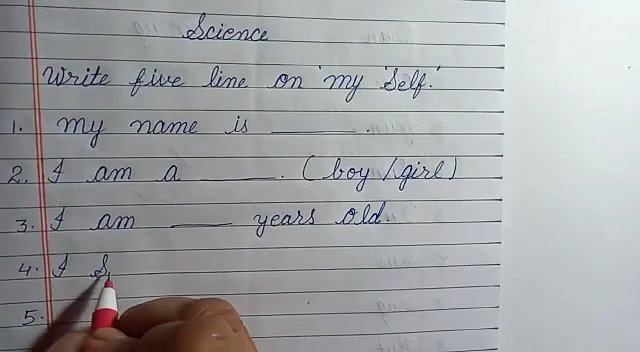 Science
Write five line on 'my self.'
1. My name is ______.
2. I am a ______. (boy/girl)
3. I am ____ years old.
4. I S
5.